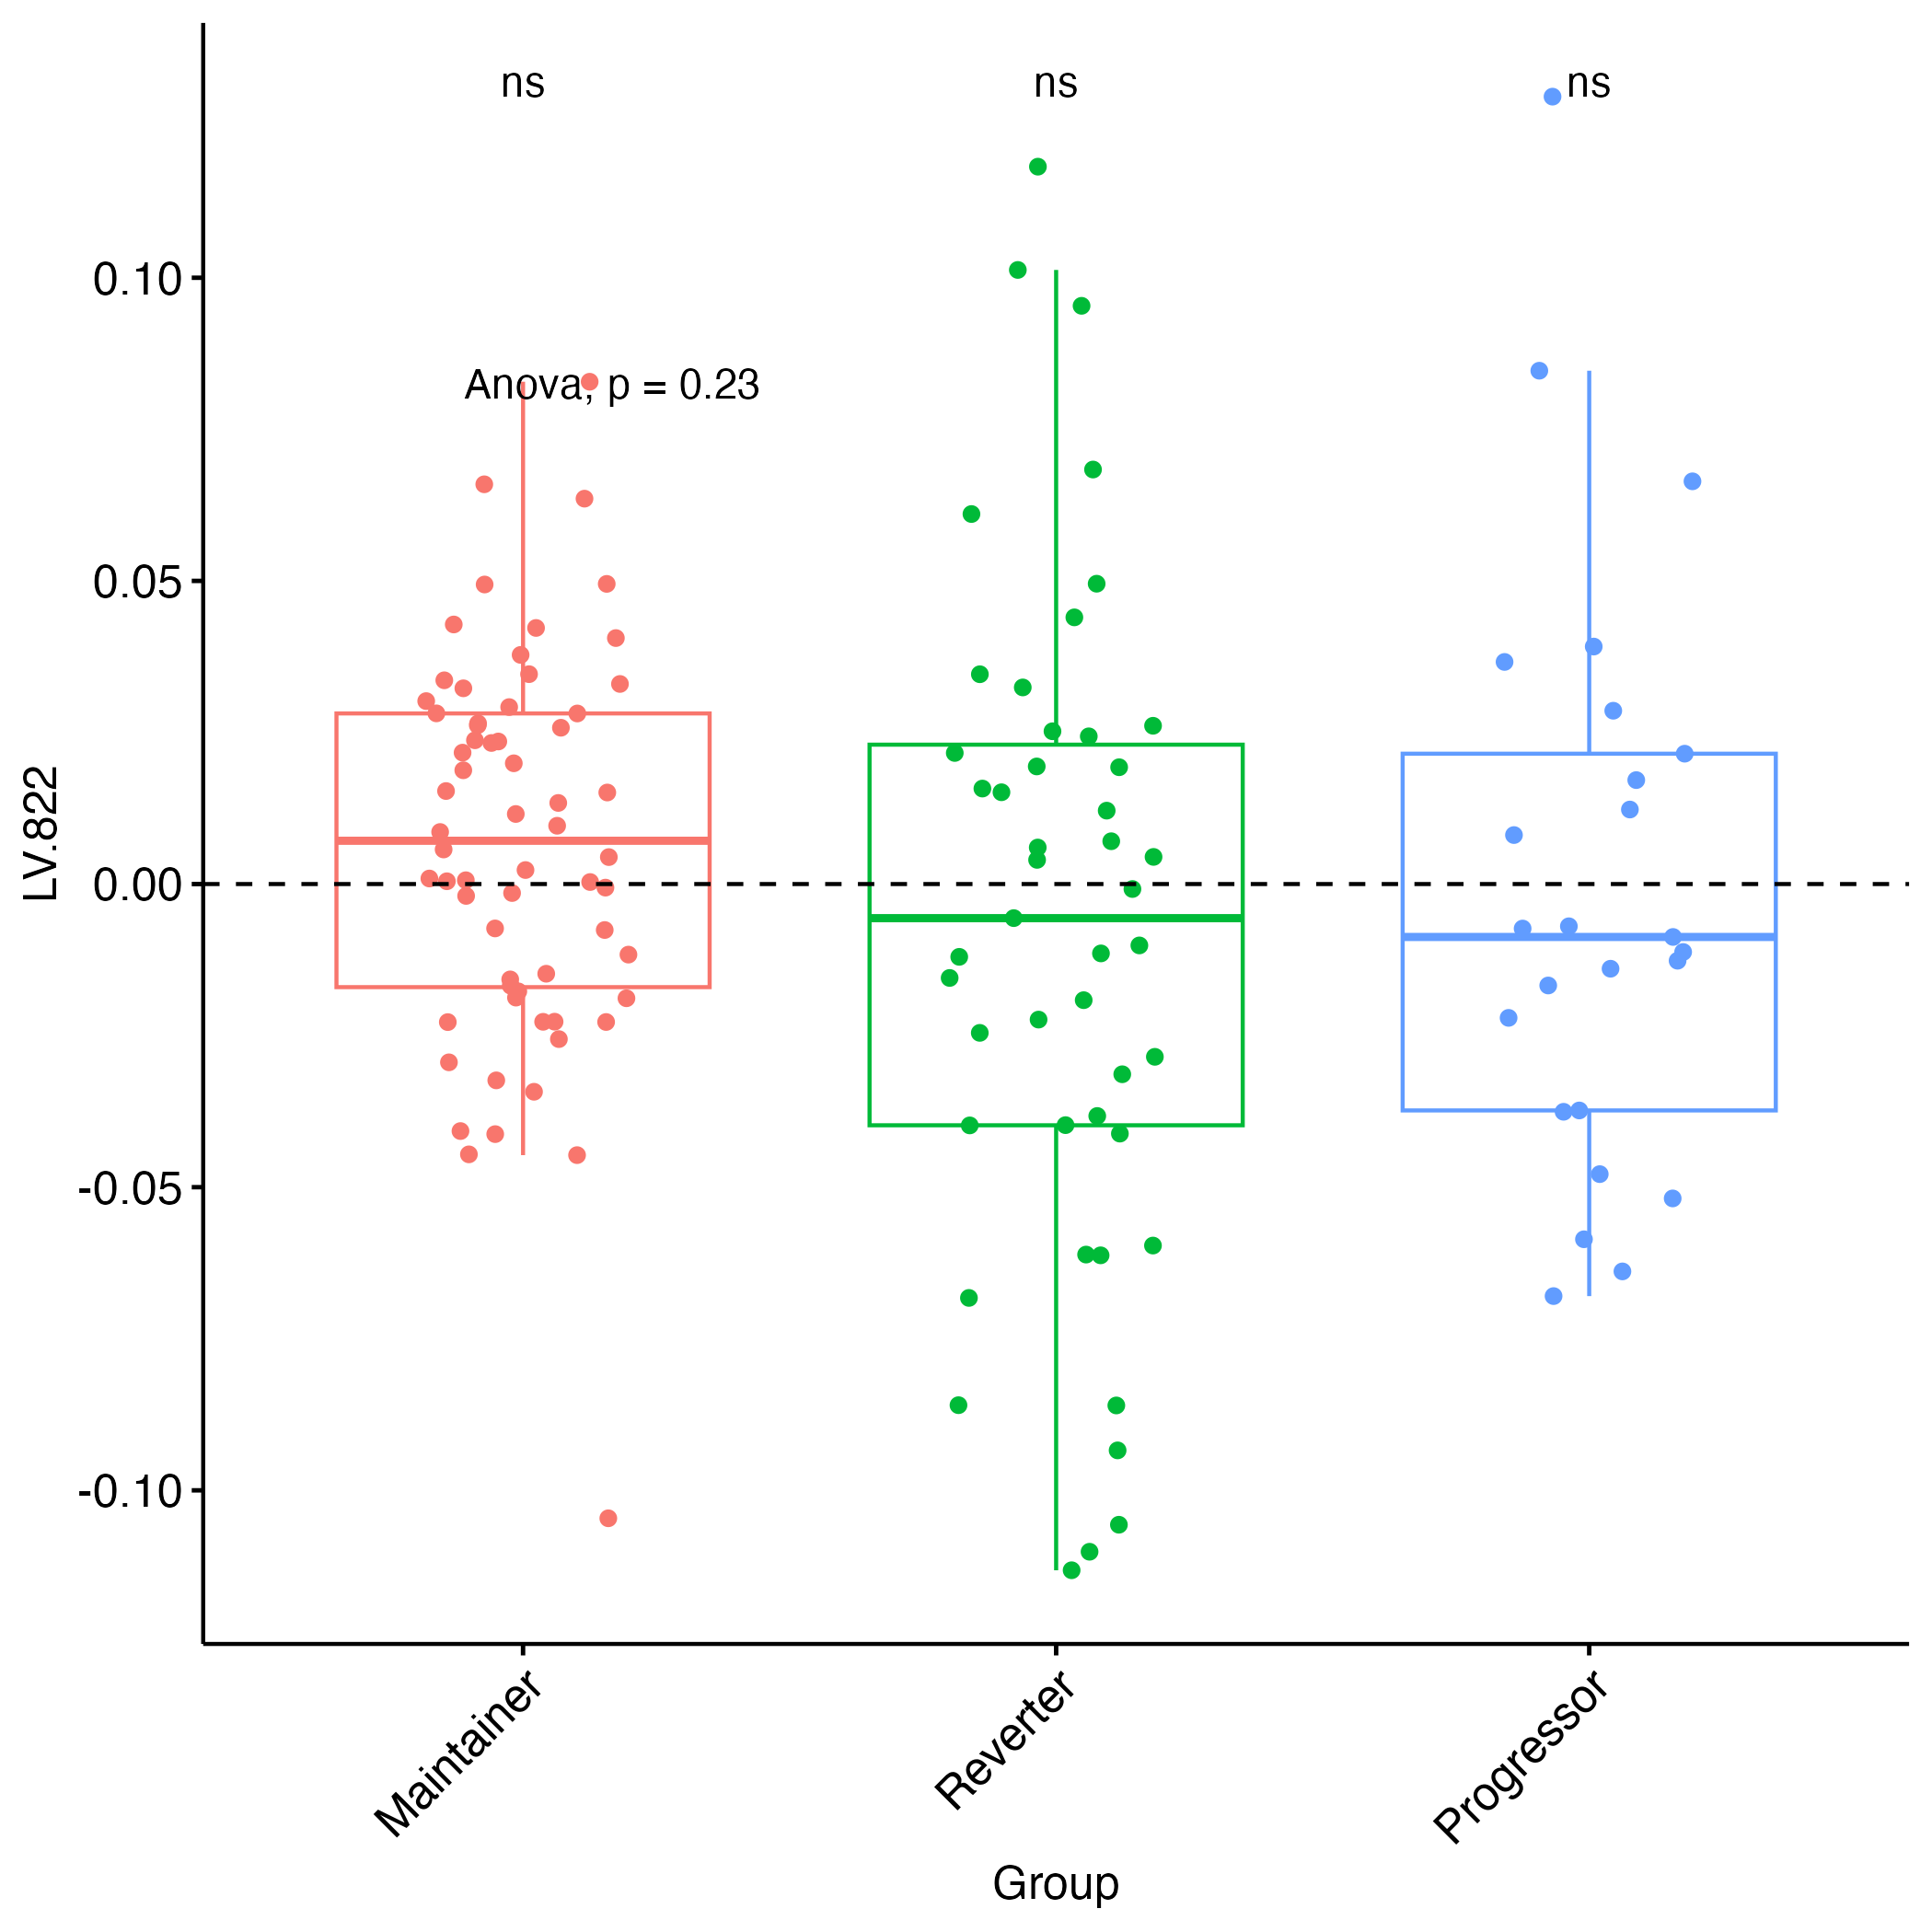 ns
ns
ns
Anova, p = 0.23
0.10
0.05
0.00
-0.05
-0.10
LV.822
Maintainer
Reverter
Progressor
Group